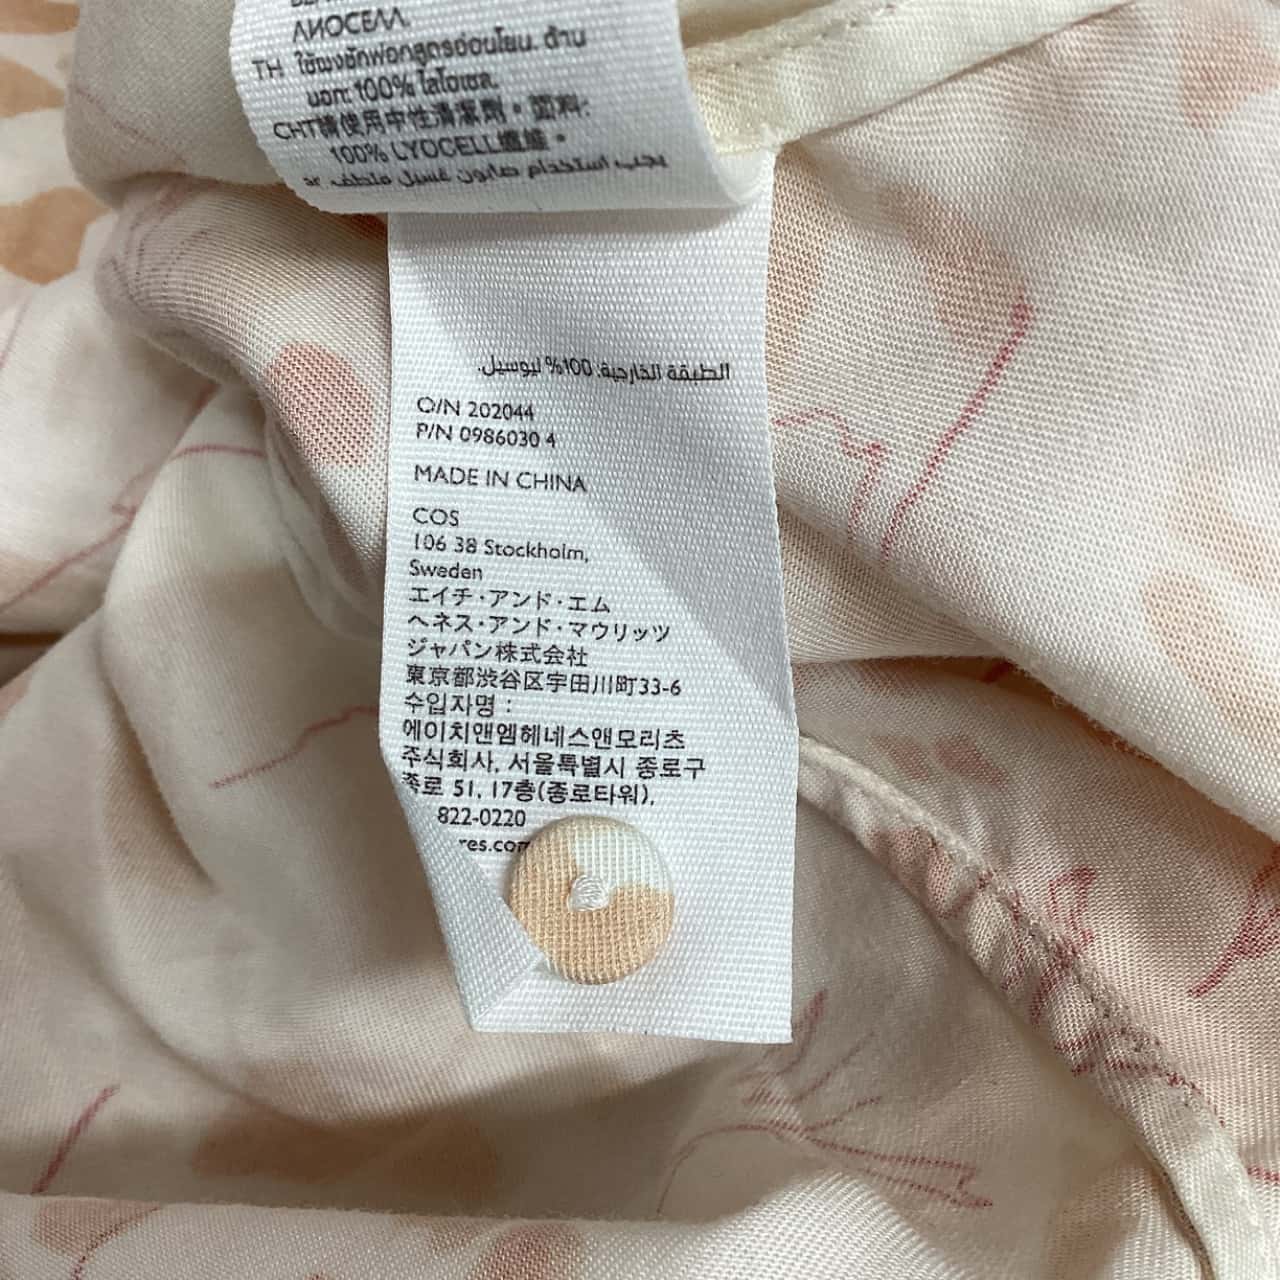 ΛΥΟCELL.
TH ใช้ผงซักฟอกสูตรอ่อนโยน. ด้าน
นอก: 100% ไลโอเซล.
CHT請使用中性清潔劑。塑料:
100% LYOCELL纖維。
ar يجب استخدام صابون غسيل ملطف.
الطبقة الخارجية: 100% ليوسيل.
O/N 202044
P/N 0986030 4
MADE IN CHINA
COS
106 38 Stockholm,
Sweden
エイチ・アンド・エム
ヘネス・アンド・マウリッツ
ジャパン株式会社
東京都渋谷区宇田川町33-6
수입자명 :
에이치앤엠헤네스앤모리츠
주식회사, 서울특별시 종로구
종로 51, 17층(종로타워),
822-0220
res.com